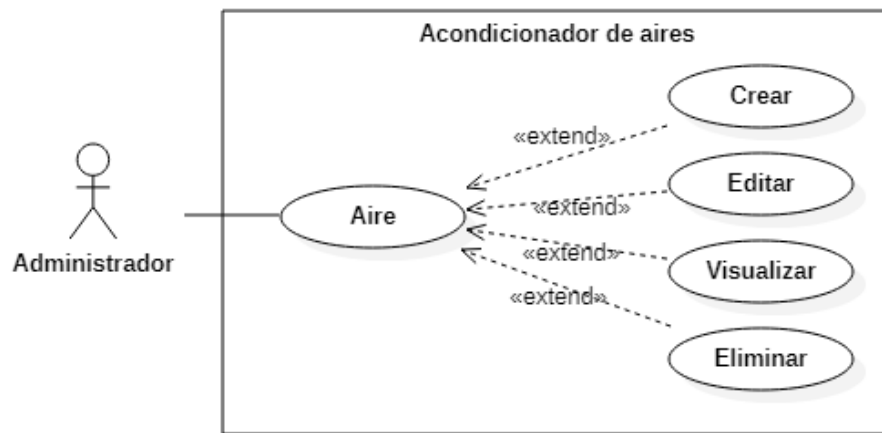 Acondicionador de aires
Crear
«extend»
Editar
«extend»
Aire
Administrador
«extend»
Visualizar
«extend»
Eliminar